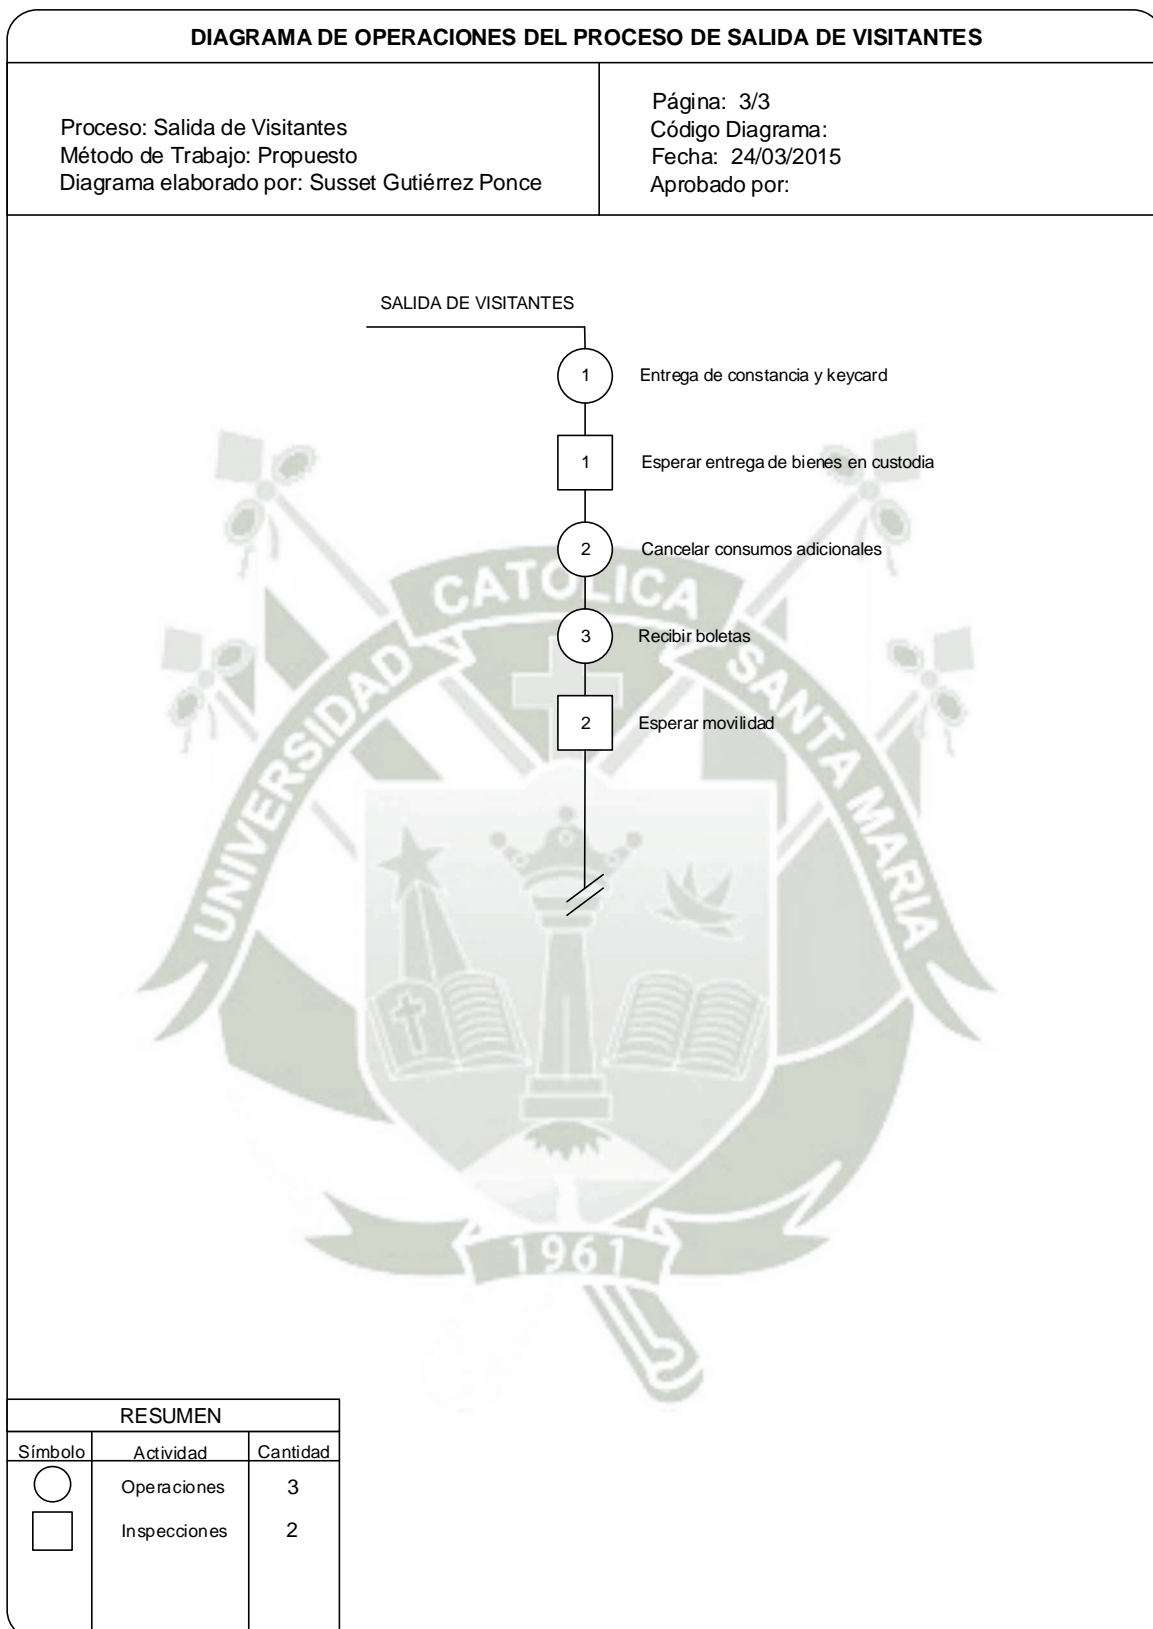 DIAGRAMA DE OPERACIONES DEL PROCESO DE SALIDA DE VISITANTES
Proceso: Salida de Visitantes
Método de Trabajo: Propuesto
Diagrama elaborado por: Susset Gutiérrez Ponce
Página: 3/3
Código Diagrama:
Fecha: 24/03/2015
Aprobado por:
SALIDA DE VISITANTES
1 Entrega de constancia y keycard
1 Esperar entrega de bienes en custodia
2 Cancelar consumos adicionales
3 Recibir boletas
2 Esperar movilidad
UNIVERSIDAD CATOLICA SANTA MARIA
1961
RESUMEN
Símbolo Actividad Cantidad
Operaciones 3
Inspecciones 2